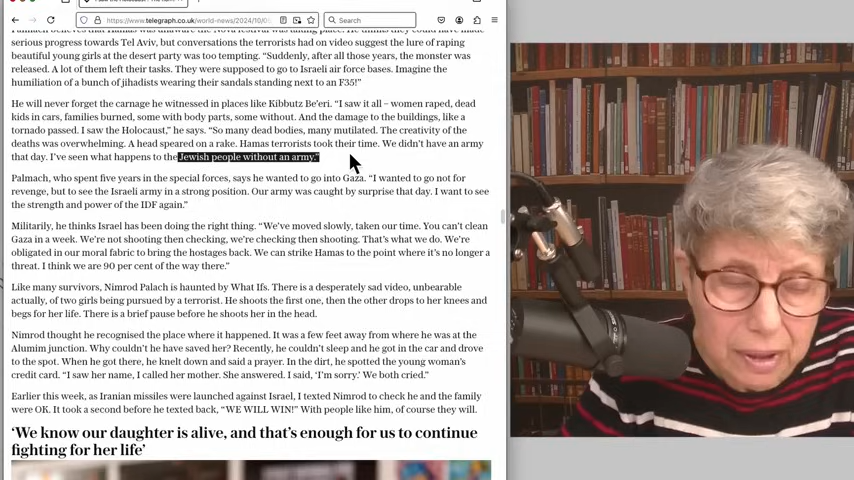 https://www.telegraph.co.uk/world-news/2024/10/0
Search
Palmach believes that Hamas was unaware the Nova festival was taking place. He thinks they could have made
serious progress towards Tel Aviv, but conversations the terrorists had on video suggest the lure of raping
beautiful young girls at the desert party was too tempting. “Suddenly, after all those years, the monster was
released. A lot of them left their tasks. They were supposed to go to Israeli air force bases. Imagine the
humiliation of a bunch of jihadists wearing their sandals standing next to an F35!”
He will never forget the carnage he witnessed in places like Kibbutz Be’eri. “I saw it all – women raped, dead
kids in cars, families burned, some with body parts, some without. And the damage to the buildings, like a
tornado passed. I saw the Holocaust,” he says. “So many dead bodies, many mutilated. The creativity of the
deaths was overwhelming. A head speared on a rake. Hamas terrorists took their time. We didn’t have an army
that day. I’ve seen what happens to the Jewish people without an army.”
Palmach, who spent five years in the special forces, says he wanted to go into Gaza. “I wanted to go not for
revenge, but to see the Israeli army in a strong position. Our army was caught by surprise that day. I want to see
the strength and power of the IDF again.”
Militarily, he thinks Israel has been doing the right thing. “We’ve moved slowly, taken our time. You can’t clean
Gaza in a week. We’re not shooting then checking, we’re checking then shooting. That’s what we do. We’re
obligated in our moral fabric to bring the hostages back. We can strike Hamas to the point where it’s no longer a
threat. I think we are 90 per cent of the way there.”
Like many survivors, Nimrod Palach is haunted by What Ifs. There is a desperately sad video, unbearable
actually, of two girls being pursued by a terrorist. He shoots the first one, then the other drops to her knees and
begs for her life. There is a brief pause before he shoots her in the head.
Nimrod thought he recognised the place where it happened. It was a few feet away from where he was at the
Alumim junction. Why couldn’t he have saved her? Recently, he couldn’t sleep and he got in the car and drove
to the spot. When he got there, he knelt down and said a prayer. In the dirt, he spotted the young woman’s
credit card. “I saw her name, I called her mother. She answered. I said, ‘I’m sorry.’ We both cried.”
Earlier this week, as Iranian missiles were launched against Israel, I texted Nimrod to check he and the family
were OK. It took a second before he texted back, “WE WILL WIN!” With people like him, of course they will.
‘We know our daughter is alive, and that’s enough for us to continue
fighting for her life’